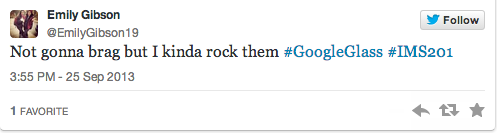 Emily Gibson
@EmilyGibson19
Follow
Not gonna brag but I kinda rock them #GoogleGlass #IMS201
3:55 PM - 25 Sep 2013
1 FAVORITE